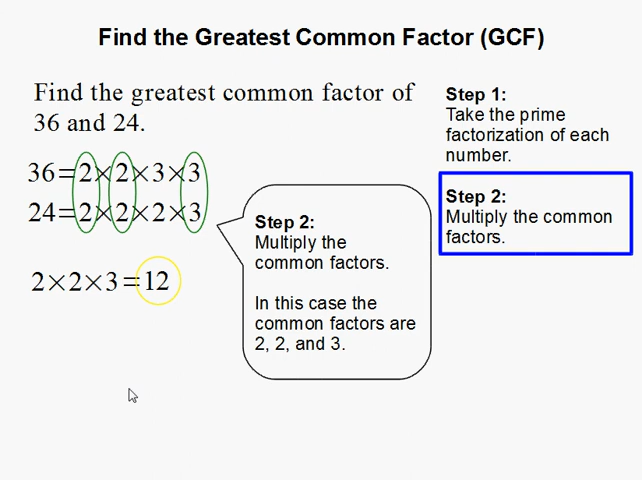 Find the Greatest Common Factor (GCF)
Find the greatest common factor of
36 and 24.
36=2×2×3×3
24=2×2×2×3
2×2×3=12
Step 2:
Multiply the
common factors.
In this case the
common factors are
2, 2, and 3.
Step 1:
Take the prime
factorization of each
number.
Step 2:
Multiply the common
factors.